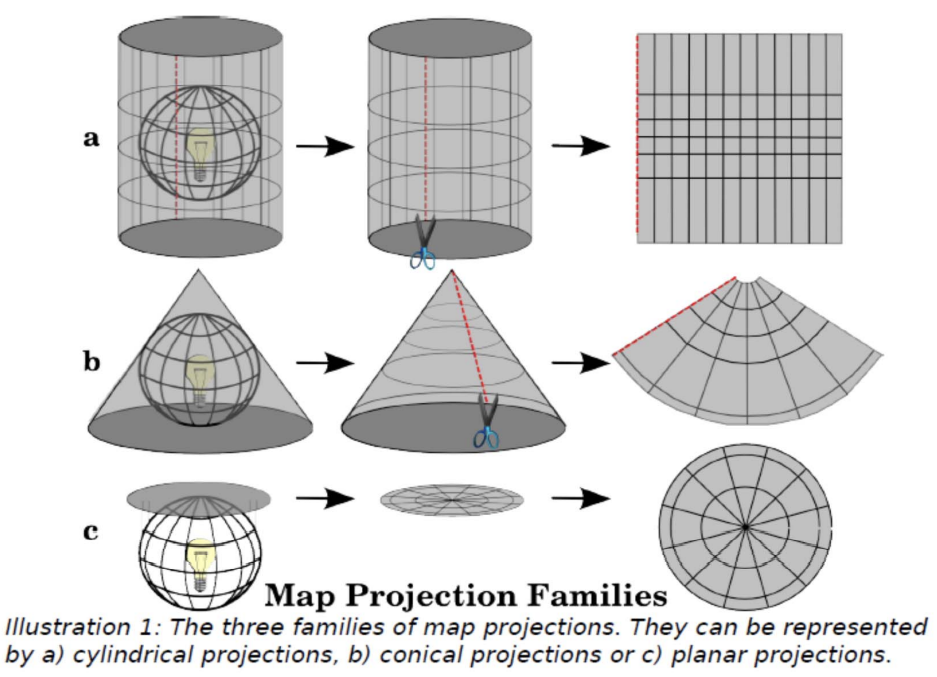 a
b
c
Map Projection Families
Illustration 1: The three families of map projections. They can be represented
by a) cylindrical projections, b) conical projections or c) planar projections.